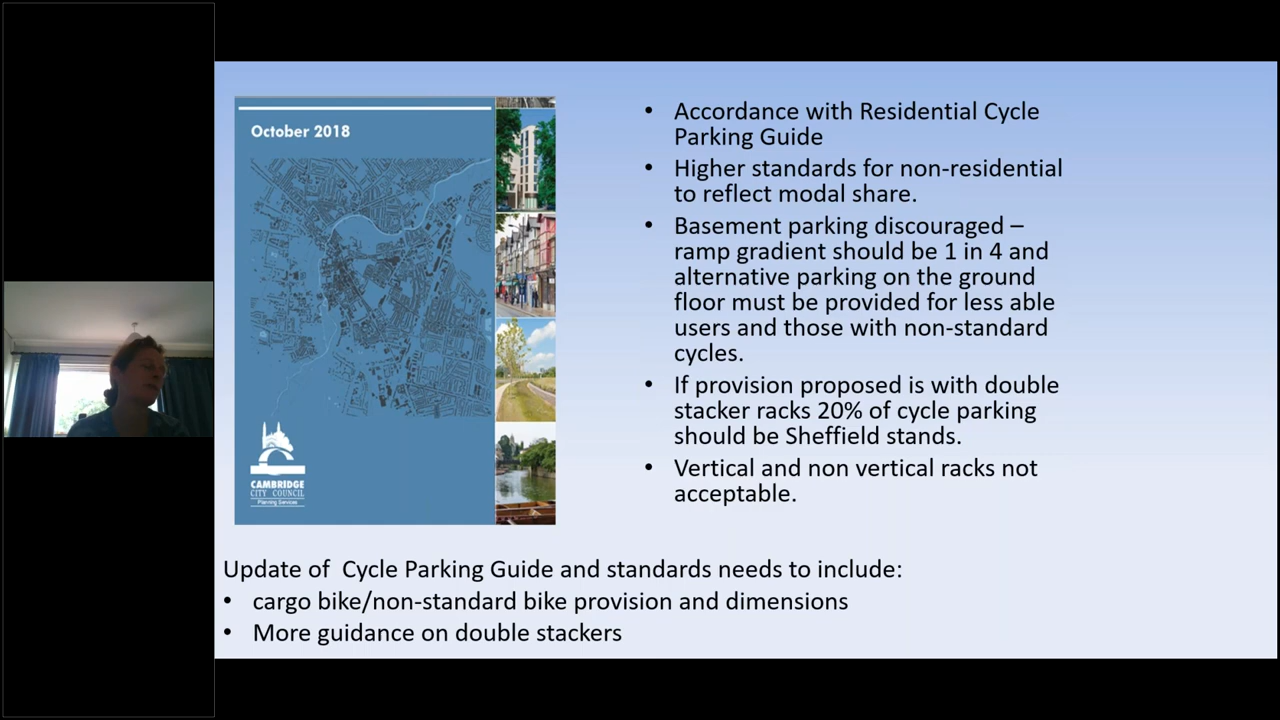 October 2018
CAMBRIDGE
CITY COUNCIL
Planning Services
• Accordance with Residential Cycle
Parking Guide
• Higher standards for non-residential
to reflect modal share.
• Basement parking discouraged –
ramp gradient should be 1 in 4 and
alternative parking on the ground
floor must be provided for less able
users and those with non-standard
cycles.
• If provision proposed is with double
stacker racks 20% of cycle parking
should be Sheffield stands.
• Vertical and non vertical racks not
acceptable.
Update of  Cycle Parking Guide and standards needs to include:
• cargo bike/non-standard bike provision and dimensions
• More guidance on double stackers